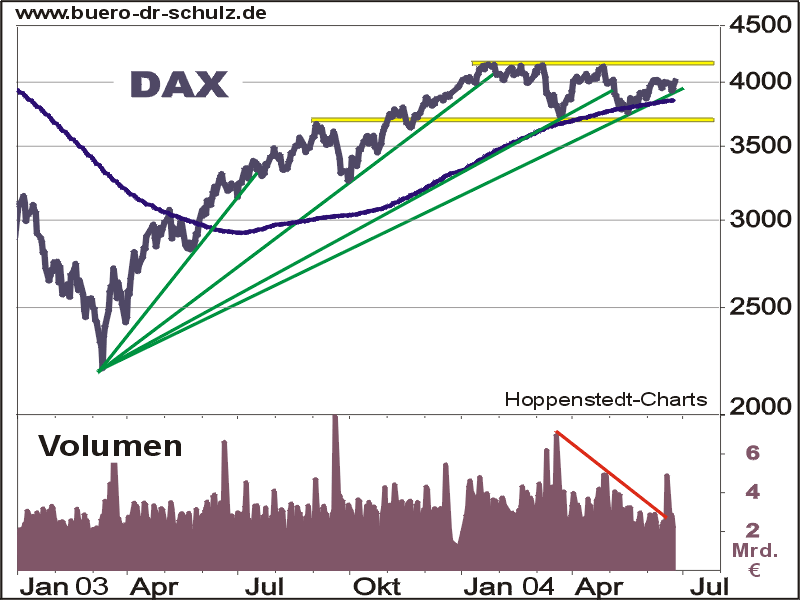 www.buero-dr-schulz.de
DAX
4500
4000
3500
3000
2500
2000
Hoppenstedt-Charts
Volumen
6
4
2
Mrd.
€
Jan 03 Apr Jul Okt Jan 04 Apr Jul